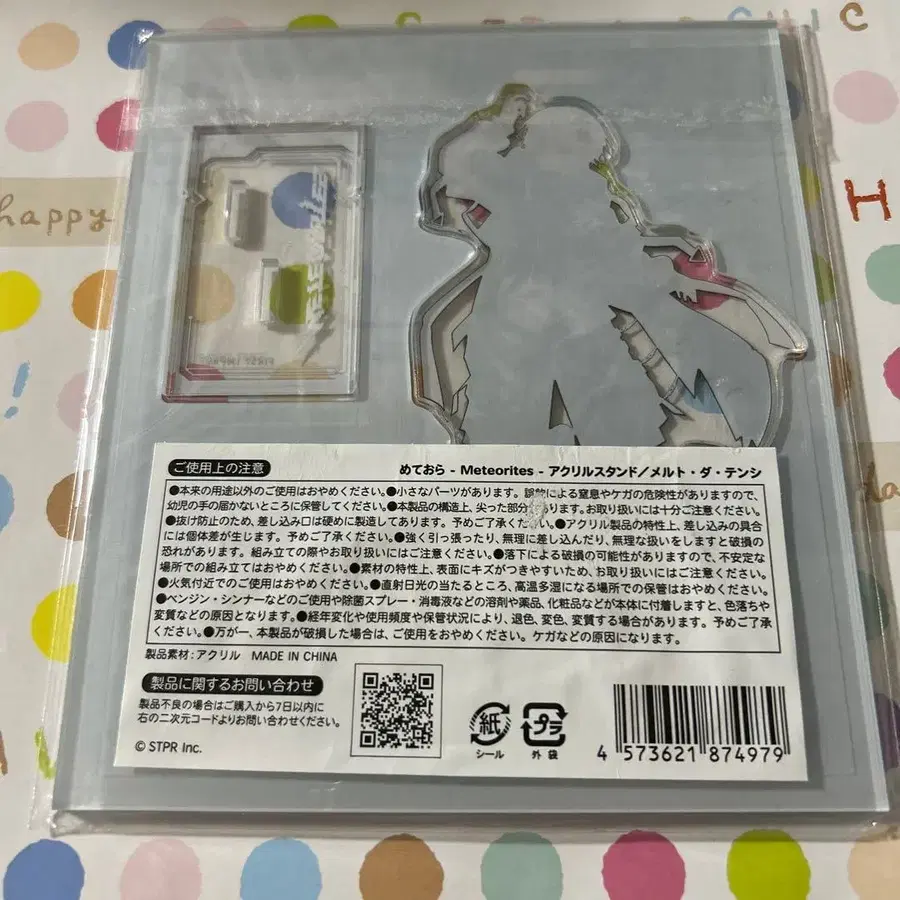 CHIC
happy
H
ご使用上の注意
めておら - Meteorites - アクリルスタンド／メルト・ダ・テンシ
●本来の用途以外のご使用はおやめください。●小さなパーツがあります。誤飲による窒息やケガの危険性がありますので、
幼児の手の届かないところに保管してください。●本製品の構造上、尖った部分があります。お取り扱いには十分ご注意ください。
●抜け防止のため、差し込み口は硬めに製造してあります。予めご了承ください。●アクリル製品の特性上、差し込みの具合
には個体差が生じます。予めご了承ください。●強く引っ張ったり、無理に差し込んだり、無理な扱いをしますと破損の
恐れがあります。組み立ての際やお取り扱いにはご注意ください。●落下による破損の可能性がありますので、不安定な
場所での組み立てはおやめください。●素材の特性上、表面にキズがつきやすいため、お取り扱いにはご注意ください。
●火気付近でのご使用はおやめください。●直射日光の当たるところ、高温多湿になる場所での保管はおやめください。
●ベンジン・シンナーなどのご使用や除菌スプレー・消毒液などの溶剤や薬品、化粧品などが本体に付着しますと、色落ちや
変質などの原因となります。●経年変化や使用頻度や保管状況により、退色、変色、変質する場合があります。予めご了承
ください。●万が一、本製品が破損した場合は、ご使用をおやめください。ケガなどの原因になります。
製品素材：アクリル MADE IN CHINA
製品に関するお問い合わせ
製品不良の場合はご購入から7日以内に
右の二次元コードよりお問い合わせください。
© STPR Inc.
紙
シール
プラ
外 袋
4 573621 874979